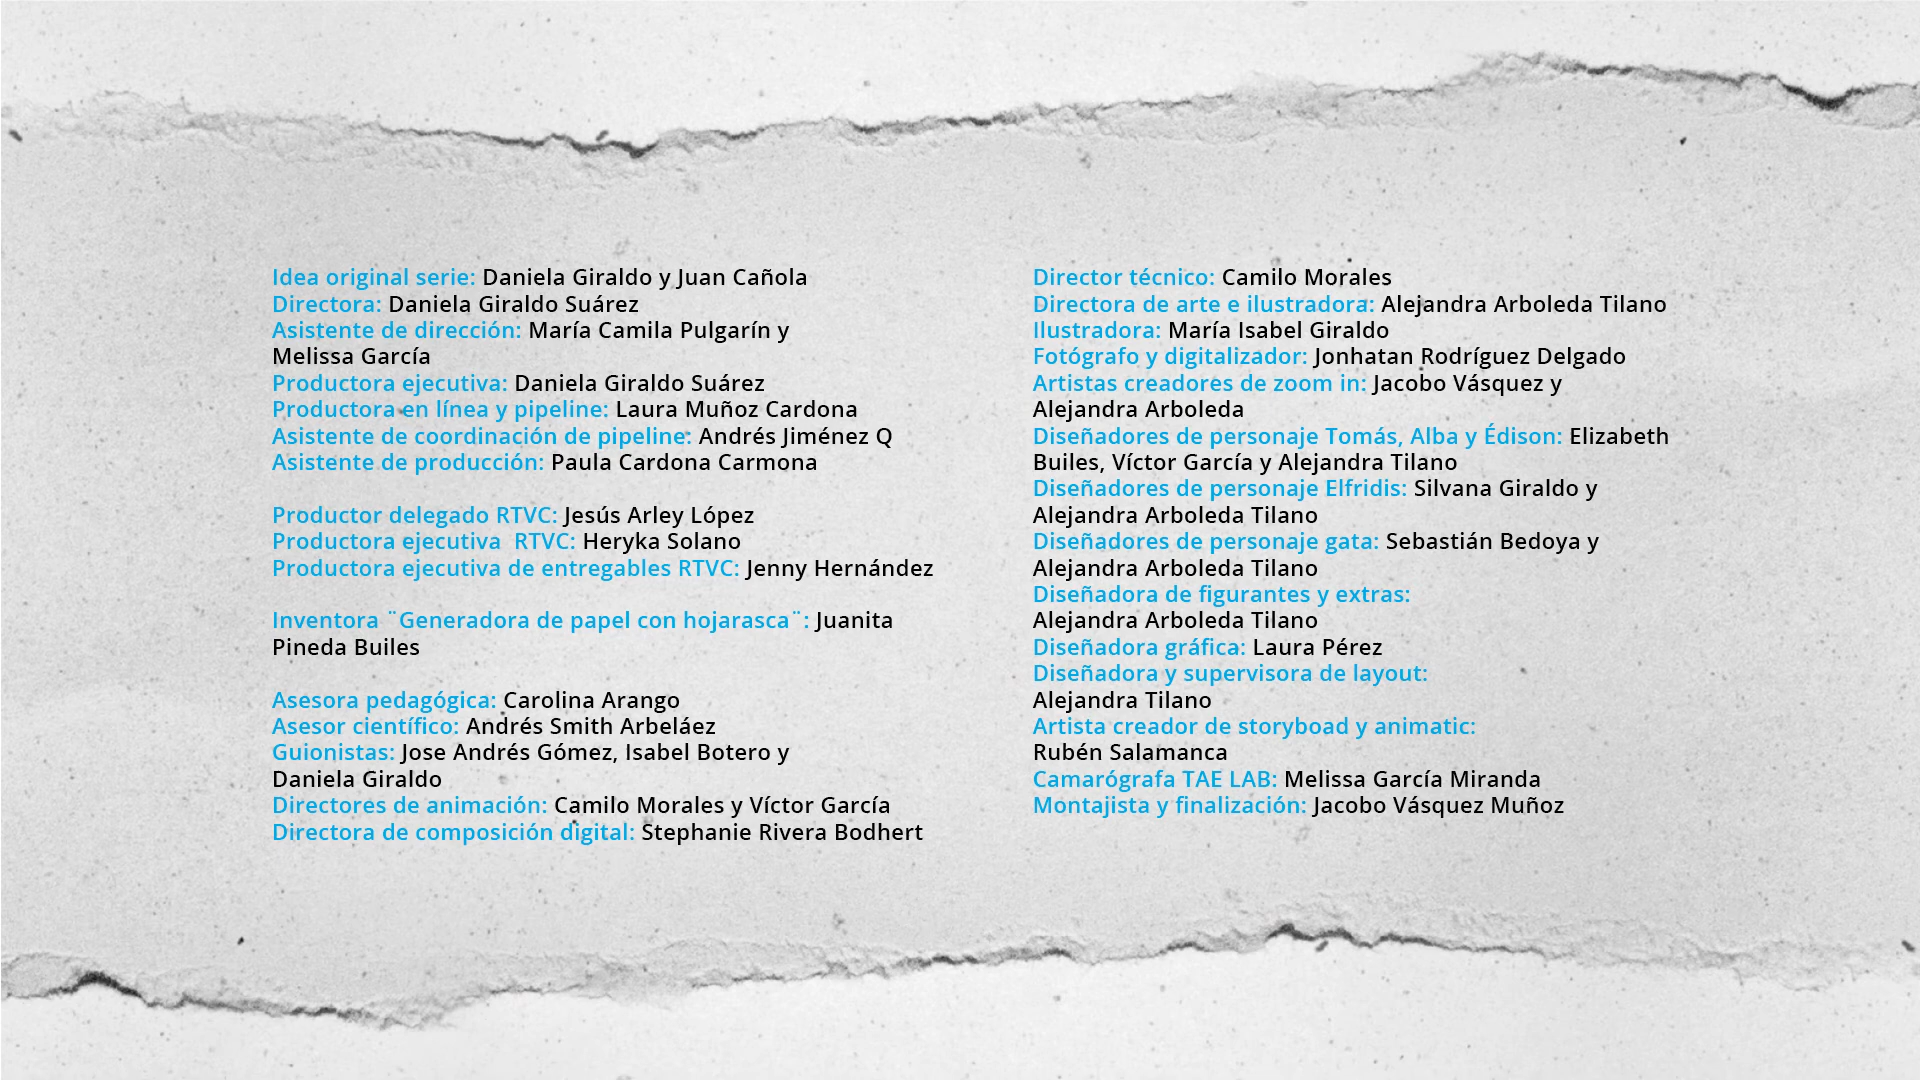 Idea original serie: Daniela Giraldo y Juan Cañola
Directora: Daniela Giraldo Suárez
Asistente de dirección: María Camila Pulgarín y
Melissa García
Productora ejecutiva: Daniela Giraldo Suárez
Productora en línea y pipeline: Laura Muñoz Cardona
Asistente de coordinación de pipeline: Andrés Jiménez Q
Asistente de producción: Paula Cardona Carmona
Productor delegado RTVC: Jesús Arley López
Productora ejecutiva  RTVC: Heryka Solano
Productora ejecutiva de entregables RTVC: Jenny Hernández
Inventora ¨Generadora de papel con hojarasca¨: Juanita
Pineda Builes
Asesora pedagógica: Carolina Arango
Asesor científico: Andrés Smith Arbeláez
Guionistas: Jose Andrés Gómez, Isabel Botero y
Daniela Giraldo
Directores de animación: Camilo Morales y Víctor García
Directora de composición digital: Stephanie Rivera Bodhert
Director técnico: Camilo Morales
Directora de arte e ilustradora: Alejandra Arboleda Tilano
Ilustradora: María Isabel Giraldo
Fotógrafo y digitalizador: Jonhatan Rodríguez Delgado
Artistas creadores de zoom in: Jacobo Vásquez y
Alejandra Arboleda
Diseñadores de personaje Tomás, Alba y Édison: Elizabeth
Builes, Víctor García y Alejandra Tilano
Diseñadores de personaje Elfridis: Silvana Giraldo y
Alejandra Arboleda Tilano
Diseñadores de personaje gata: Sebastián Bedoya y
Alejandra Arboleda Tilano
Diseñadora de figurantes y extras:
Alejandra Arboleda Tilano
Diseñadora gráfica: Laura Pérez
Diseñadora y supervisora de layout:
Alejandra Tilano
Artista creador de storyboad y animatic:
Rubén Salamanca
Camarógrafa TAE LAB: Melissa García Miranda
Montajista y finalización: Jacobo Vásquez Muñoz